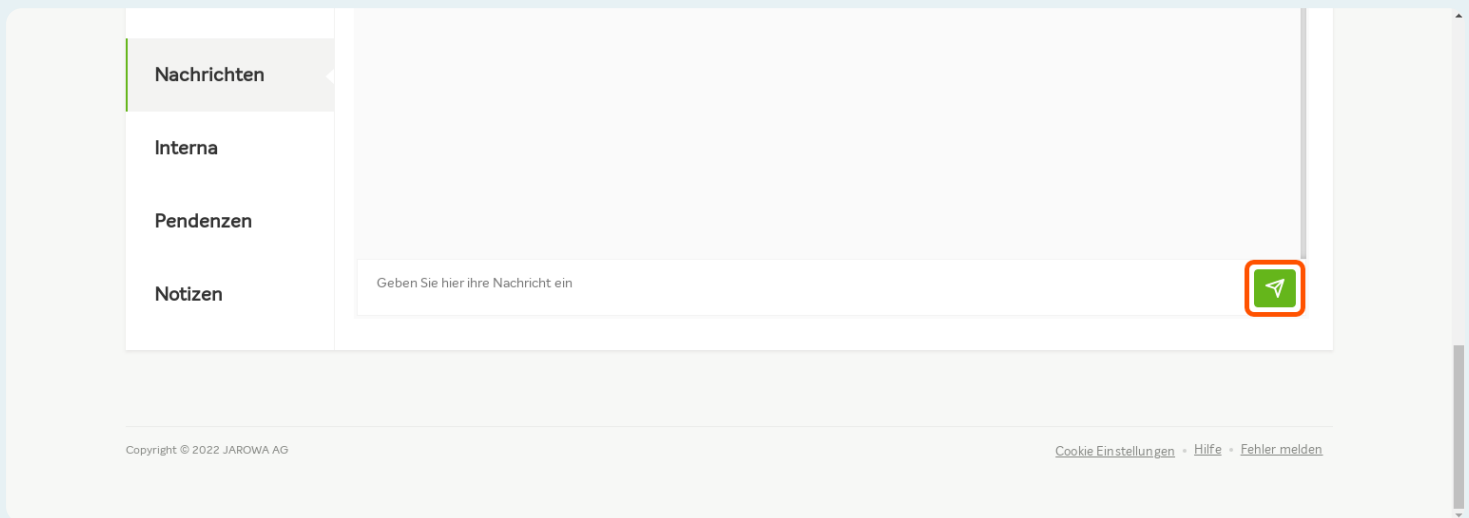 Nachrichten
Interna
Pendenzen
Notizen
Geben Sie hier ihre Nachricht ein
Copyright © 2022 JAROWA AG
Cookie Einstellungen • Hilfe • Fehler melden